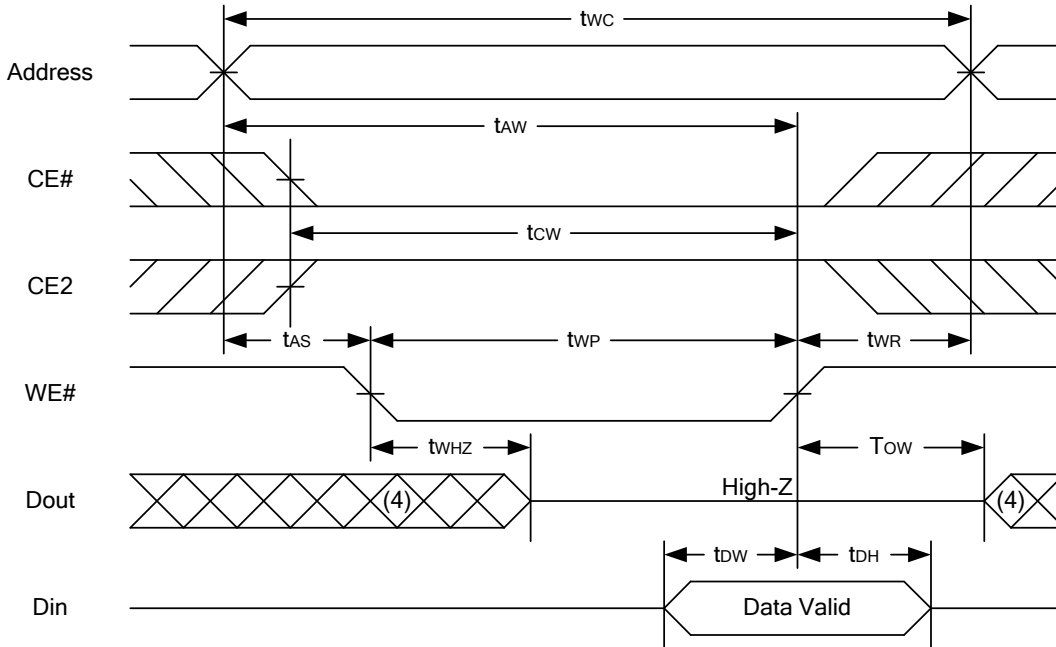 tWC
Address
tAW
CE#
tCW
CE2
tAS
tWP
tWR
WE#
tWHZ
TOW
High-Z
Dout
(4)
(4)
tDW
tDH
Din
Data Valid